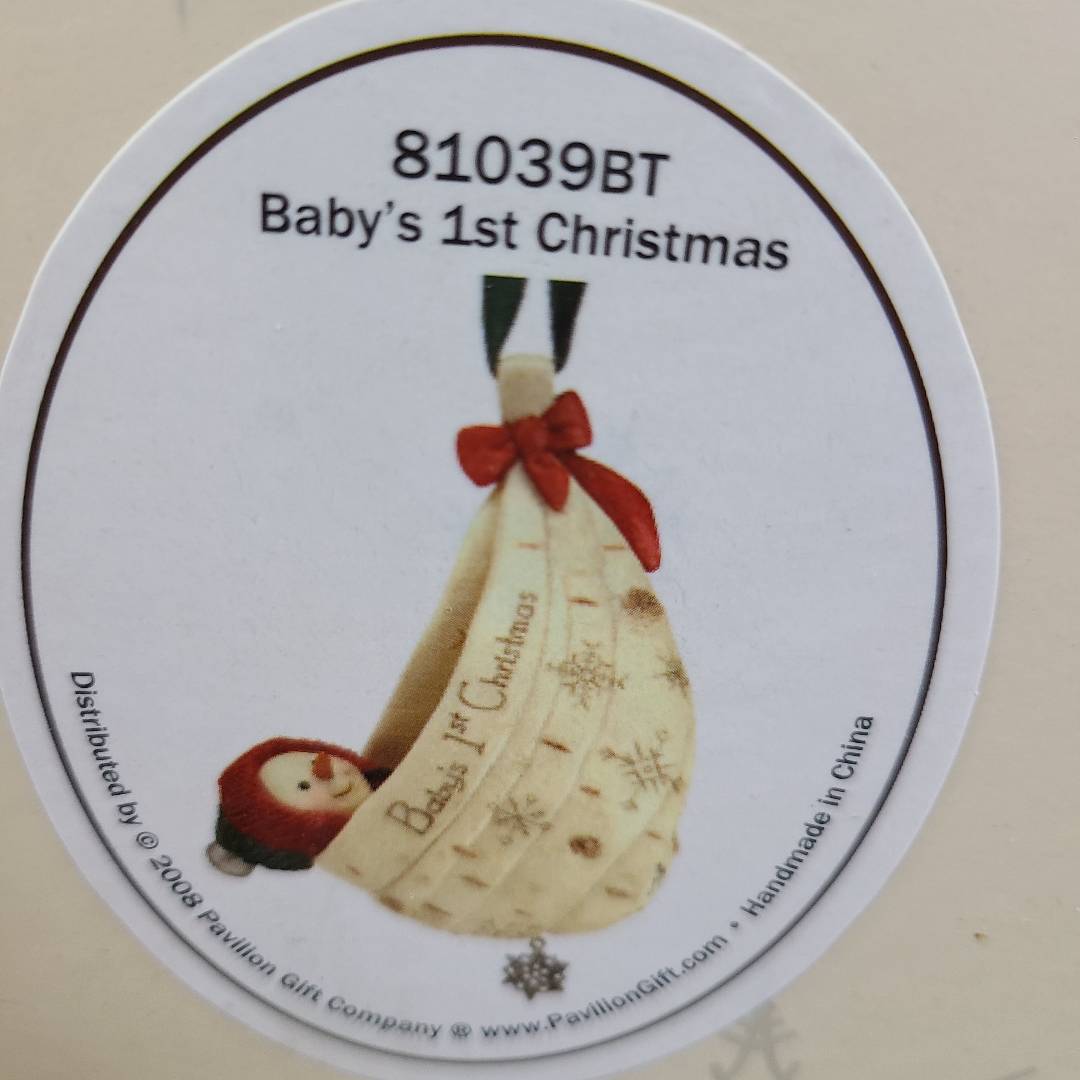 81039BT
Baby's 1st Christmas
Baby's 1st Christmas
Distributed by © 2008 Pavilion Gift Company ® www.PavilionGift.com • Handmade in China